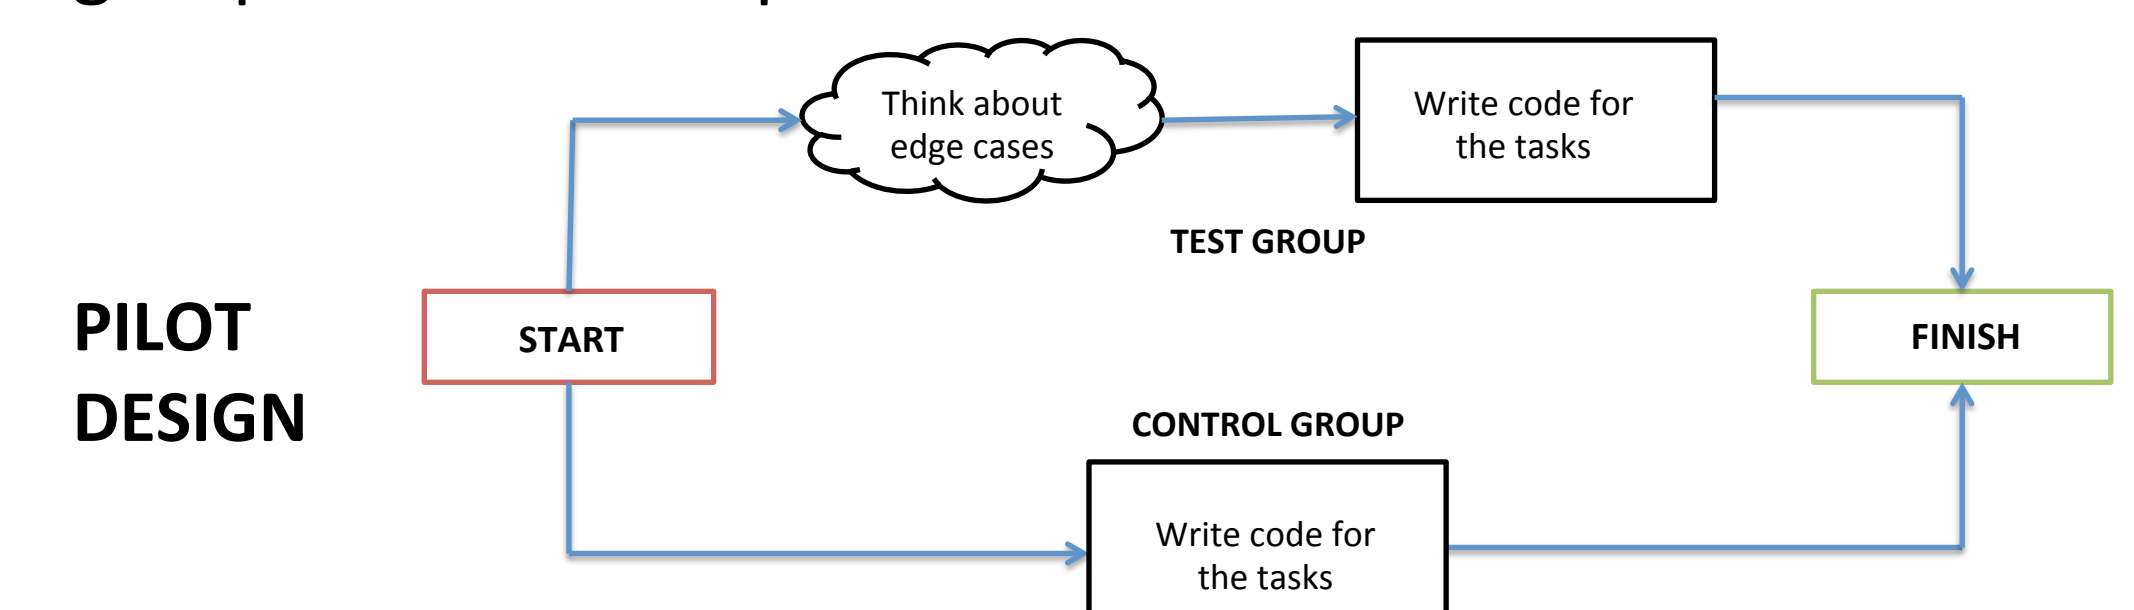 Think about
edge cases
Write code for
the tasks
TEST GROUP
PILOT
DESIGN
START
FINISH
CONTROL GROUP
Write code for
the tasks